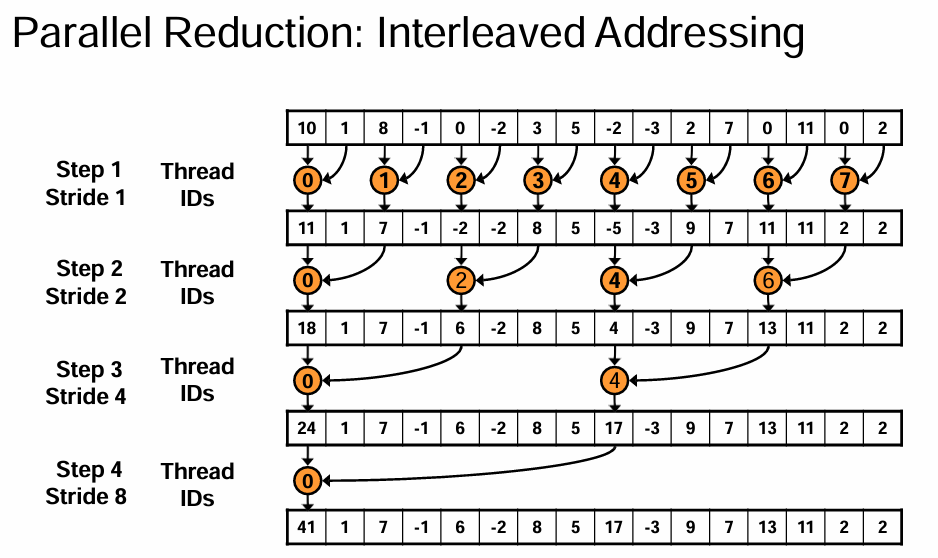 Parallel Reduction: Interleaved Addressing
10 1 8 -1 0 -2 3 5 -2 -3 2 7 0 11 0 2
Step 1
Stride 1
Thread
IDs
0 1 2 3 4 5 6 7
11 1 7 -1 -2 -2 8 5 -5 -3 9 7 11 11 2 2
Step 2
Stride 2
Thread
IDs
0 2 4 6
18 1 7 -1 6 -2 8 5 4 -3 9 7 13 11 2 2
Step 3
Stride 4
Thread
IDs
0 4
24 1 7 -1 6 -2 8 5 17 -3 9 7 13 11 2 2
Step 4
Stride 8
Thread
IDs
0
41 1 7 -1 6 -2 8 5 17 -3 9 7 13 11 2 2